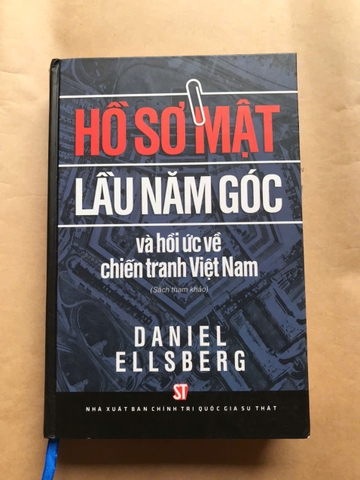 HỒ SƠ MẬT
LẦU NĂM GÓC
và hồi ức về
chiến tranh Việt Nam
(Sách tham khảo)
DANIEL
ELLSBERG
ST
NHÀ XUẤT BẢN CHÍNH TRỊ QUỐC GIA SỰ THẬT